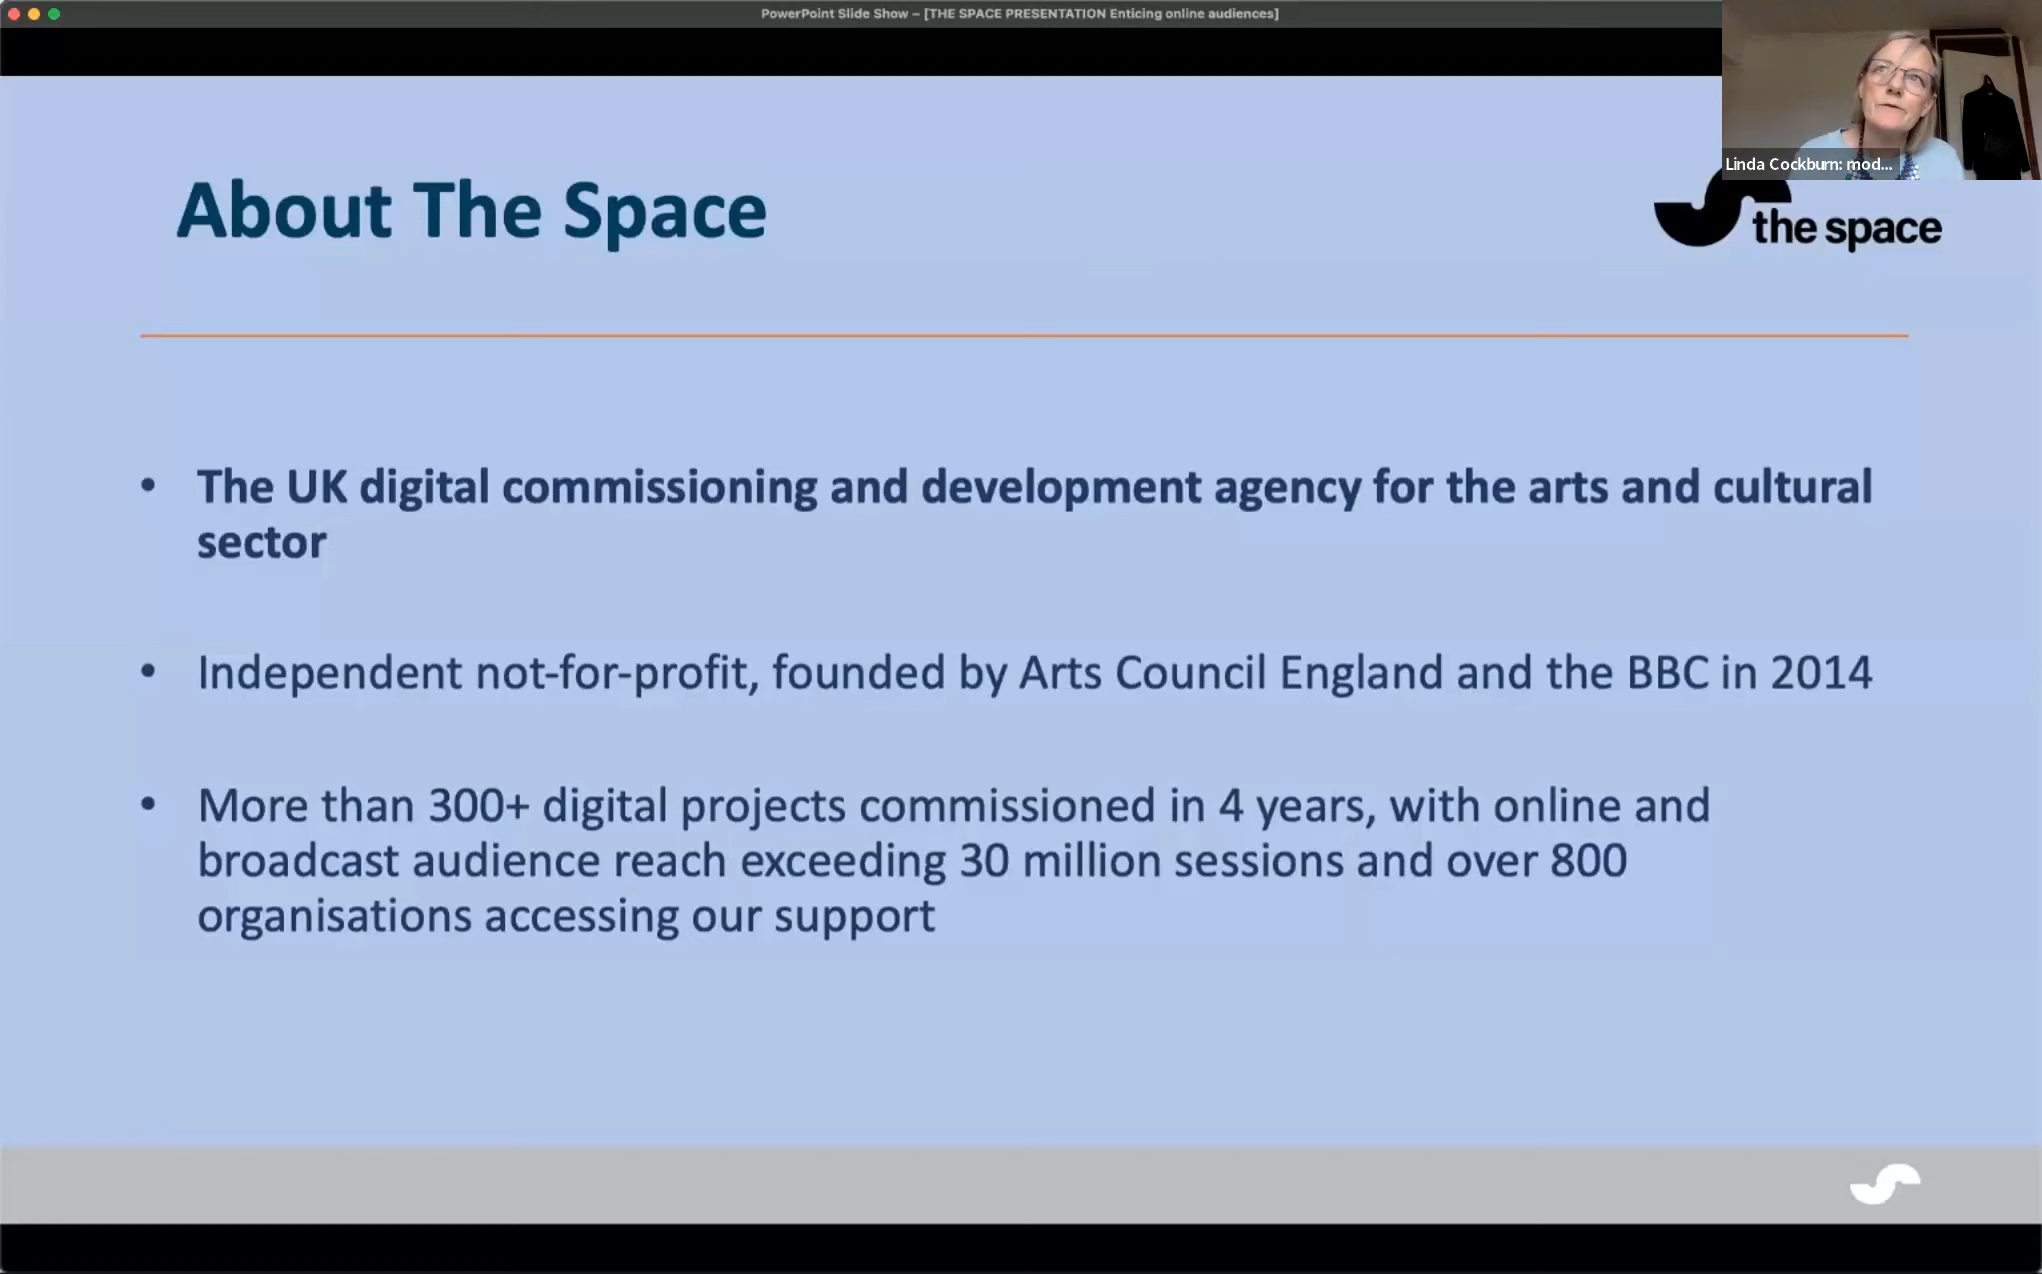 PowerPoint Slide Show – [THE SPACE PRESENTATION Enticing online audiences]
Linda Cockburn: mod...
About The Space
the space
• The UK digital commissioning and development agency for the arts and cultural
sector
• Independent not-for-profit, founded by Arts Council England and the BBC in 2014
• More than 300+ digital projects commissioned in 4 years, with online and
broadcast audience reach exceeding 30 million sessions and over 800
organisations accessing our support